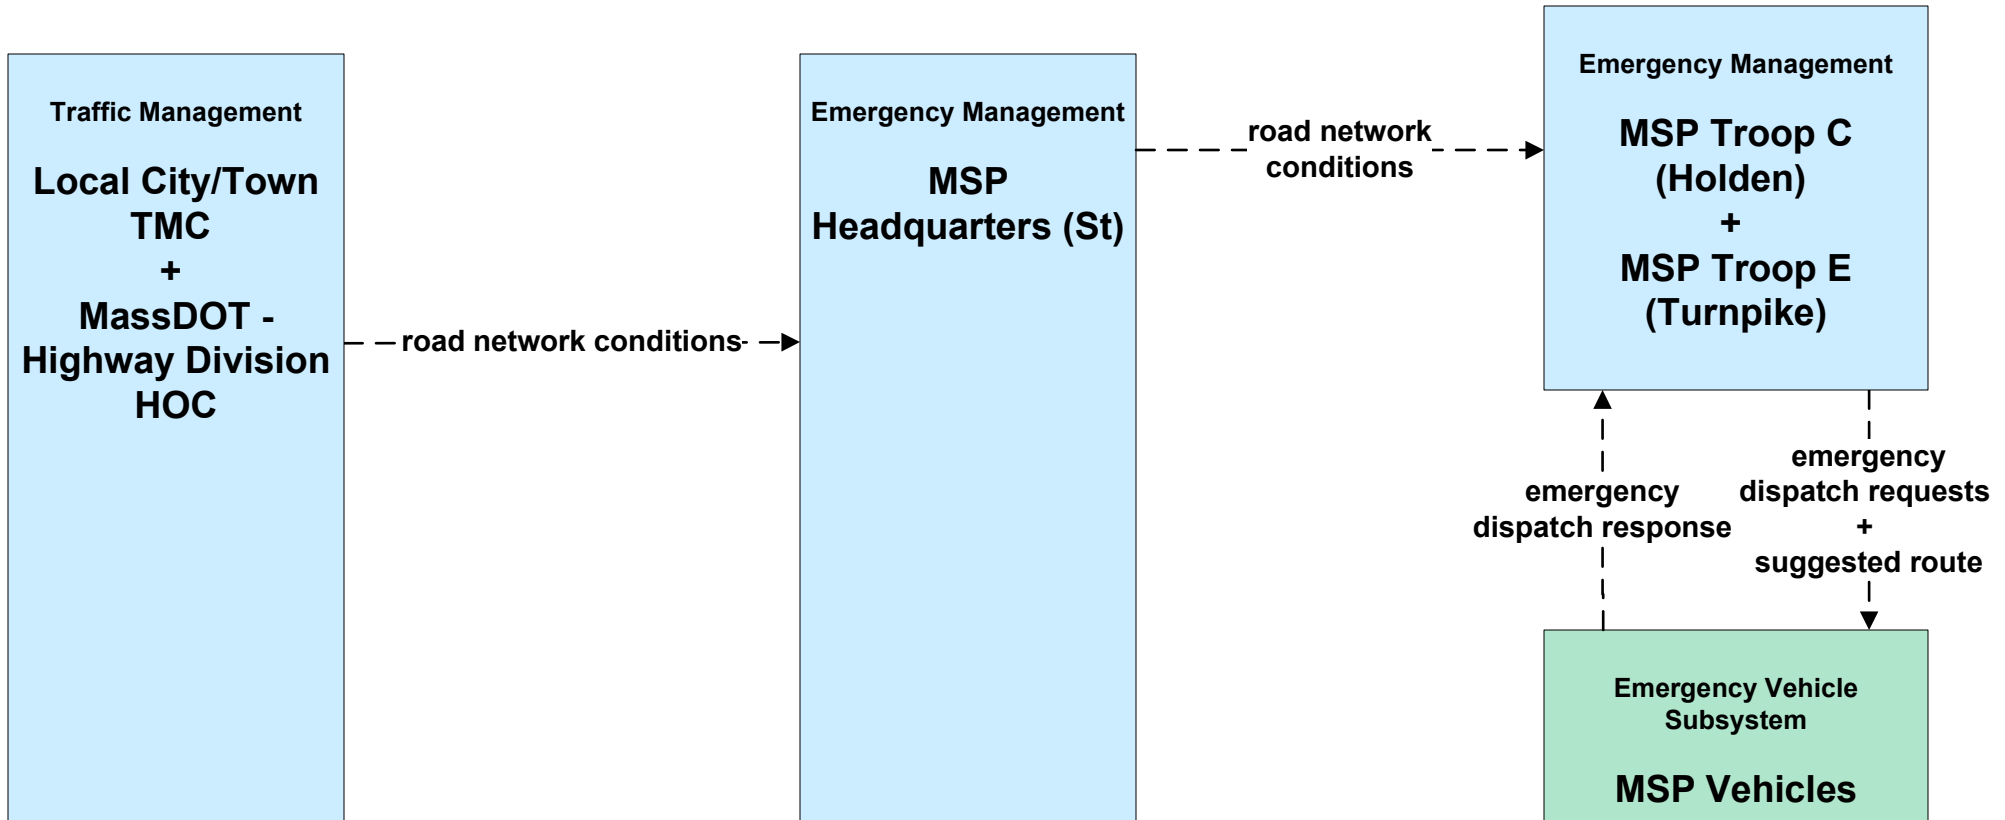 Traffic Management
Local City/Town
TMC
+
MassDOT -
Highway Division
HOC
road network conditions
Emergency Management
MSP
Headquarters (St)
road network
conditions
Emergency Management
MSP Troop C
(Holden)
+
MSP Troop E
(Turnpike)
emergency
dispatch response
emergency
dispatch requests
+
suggested route
Emergency Vehicle
Subsystem
MSP Vehicles